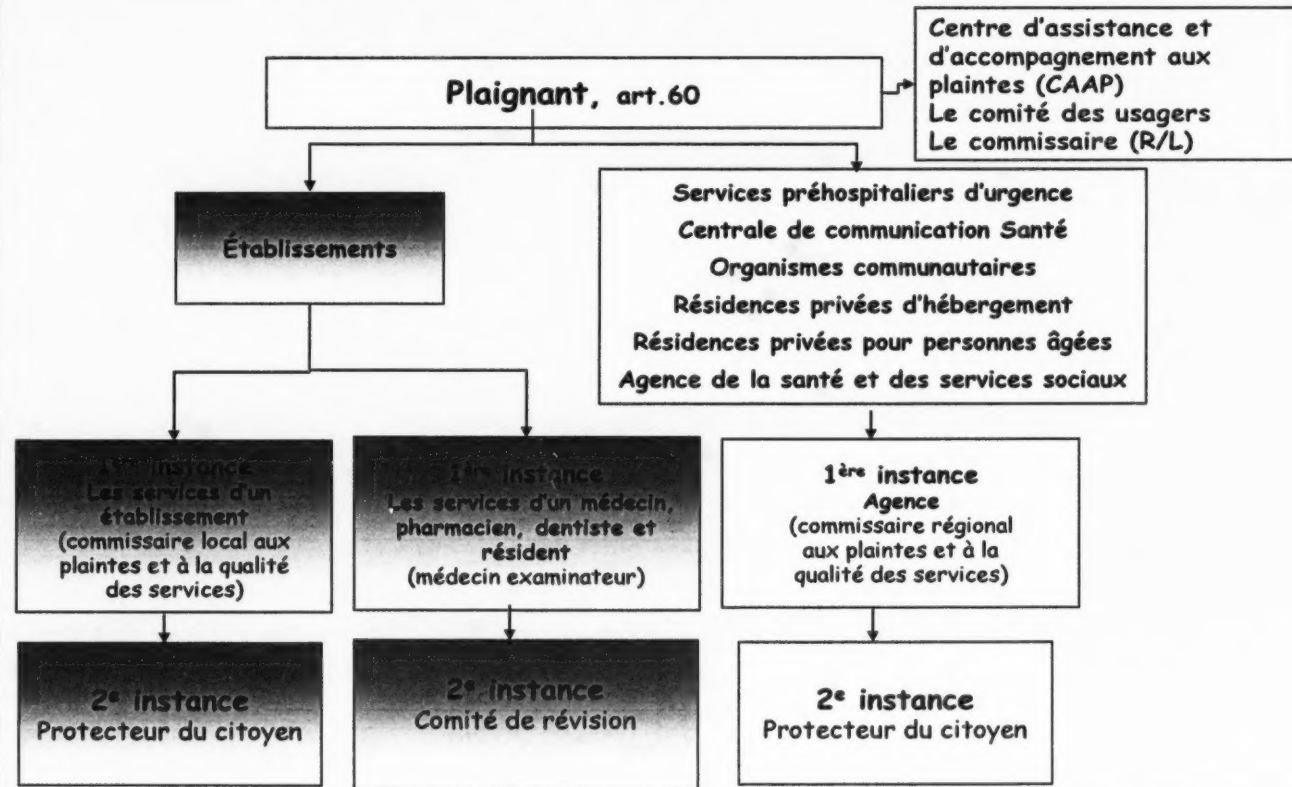 Centre d'assistance et
d'accompagnement aux
plaintes (CAAP)
Le comité des usagers
Le commissaire (R/L)
Plaignant, art.60
Établissements
Services préhospitaliers d'urgence
Centrale de communication Santé
Organismes communautaires
Résidences privées d'hébergement
Résidences privées pour personnes âgées
Agence de la santé et des services sociaux
1ère instance
Les services d'un
établissement
(commissaire local aux
plaintes et à la qualité
des services)
1ère instance
Les services d'un médecin,
pharmacien, dentiste et
résident
(médecin examinateur)
1ère instance
Agence
(commissaire régional
aux plaintes et à la
qualité des services)
2e instance
Protecteur du citoyen
2e instance
Comité de révision
2e instance
Protecteur du citoyen